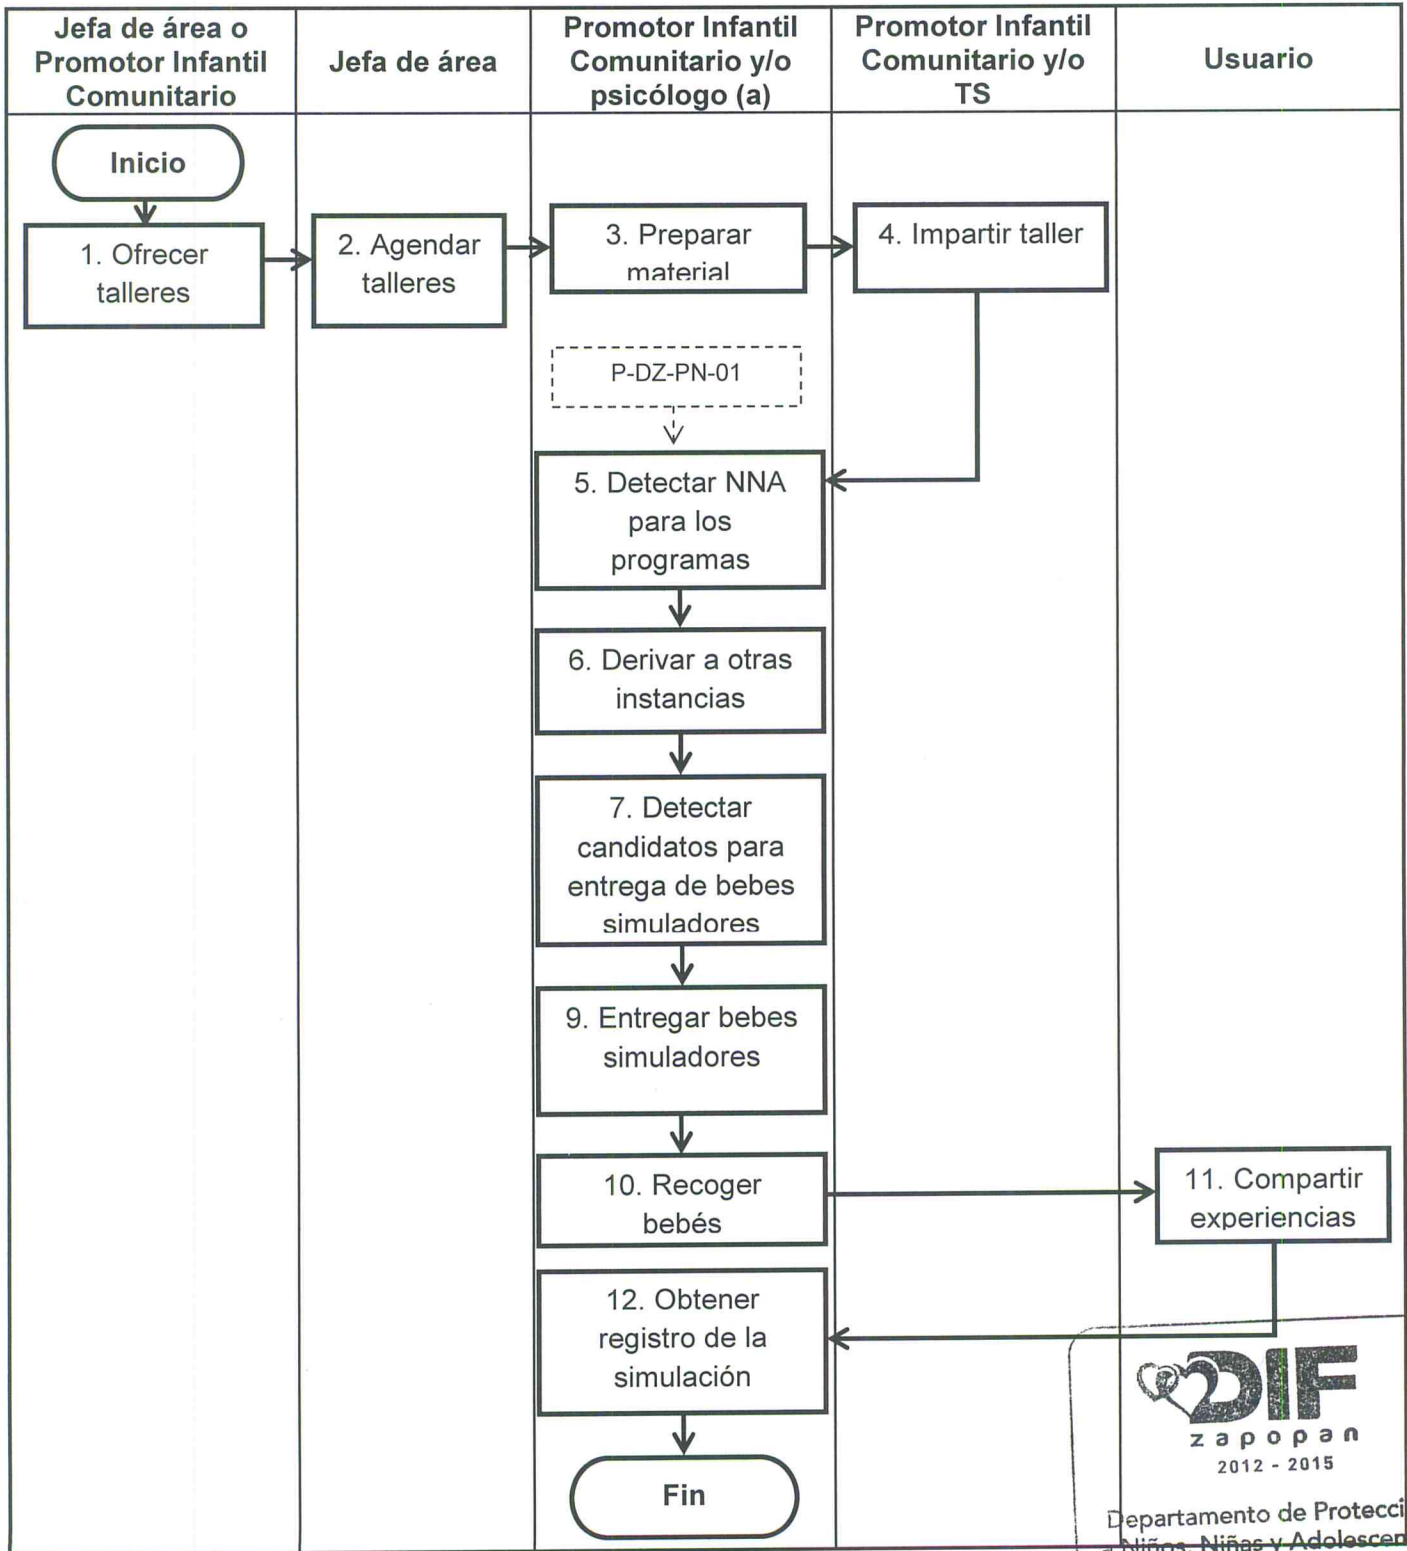 Jefa de área o
Promotor Infantil
Comunitario
Jefa de área
Promotor Infantil
Comunitario y/o
psicólogo (a)
Promotor Infantil
Comunitario y/o
TS
Usuario
Inicio
1. Ofrecer
talleres
2. Agendar
talleres
3. Preparar
material
4. Impartir taller
P-DZ-PN-01
5. Detectar NNA
para los
programas
6. Derivar a otras
instancias
7. Detectar
candidatos para
entrega de bebes
simuladores
9. Entregar bebes
simuladores
10. Recoger
bebés
11. Compartir
experiencias
12. Obtener
registro de la
simulación
Fin
DIF
zapopan
2012 - 2015
Departamento de Protecci
Niños, Niñas y Adolescen